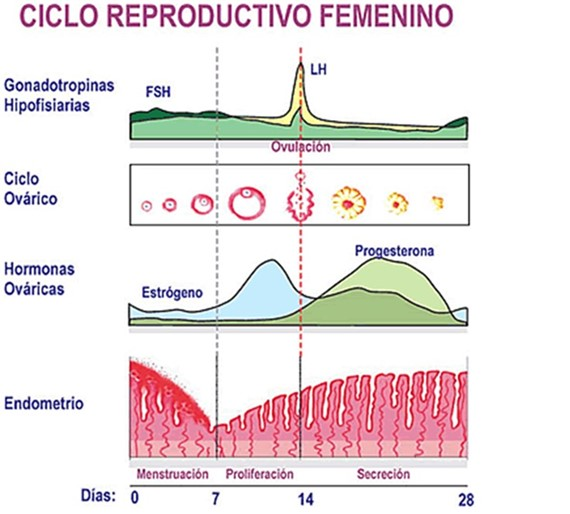 CICLO REPRODUCTIVO FEMENINO
Gonadotropinas
Hipofisiarias
FSH
LH
Ovulación
Ciclo
Ovárico
Hormonas
Ováricas
Estrógeno
Progesterona
Endometrio
Menstruación Proliferación Secreción
Días: 0 7 14 28